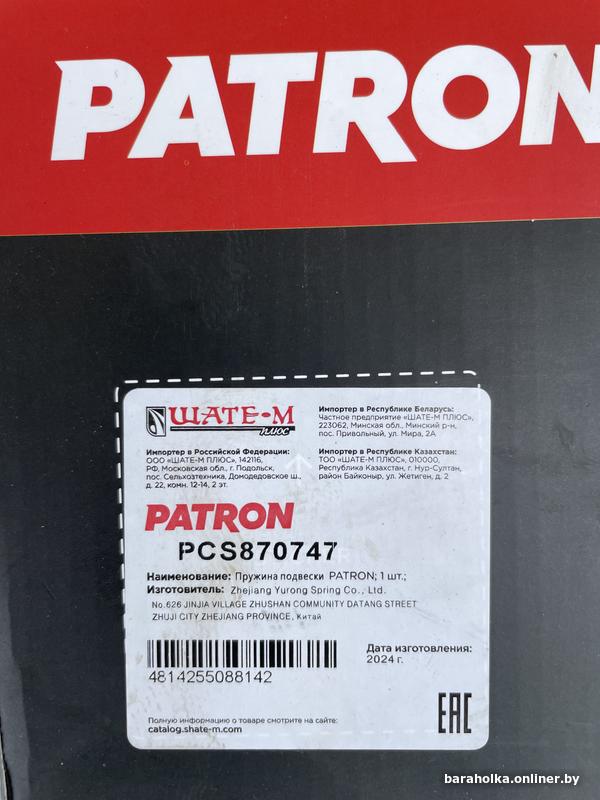 PATRON
ШАТЕ-М
ПЛЮС
Импортер в Республике Беларусь:
Частное предприятие «ШАТЕ-М ПЛЮС»,
223062, Минская обл., Минский р-н,
пос. Привольный, ул. Мира, 2А
Импортер в Российской Федерации:
ООО «ШАТЕ-М ПЛЮС», 142116,
РФ, Московская обл., г. Подольск,
пос. Сельхозтехника, Домодедовское ш.,
д. 22, комн. 12-14, 2 эт.
Импортер в Республике Казахстан:
ТОО «ШАТЕ-М ПЛЮС», 010000,
Республика Казахстан, г. Нур-Султан,
район Байконыр, ул. Жетиген, д. 2
PATRON
PCS870747
Наименование: Пружина подвески PATRON; 1 шт.;
Изготовитель: Zhejiang Yurong Spring Co., Ltd.
No.626 JINJIA VILLAGE ZHUSHAN COMMUNITY DATANG STREET
ZHUJI CITY ZHEJIANG PROVINCE, Китай
4814255088142
Дата изготовления:
2024 г.
EAC
Полную информацию о товаре смотрите на сайте:
catalog.shate-m.com
baraholka.onliner.by